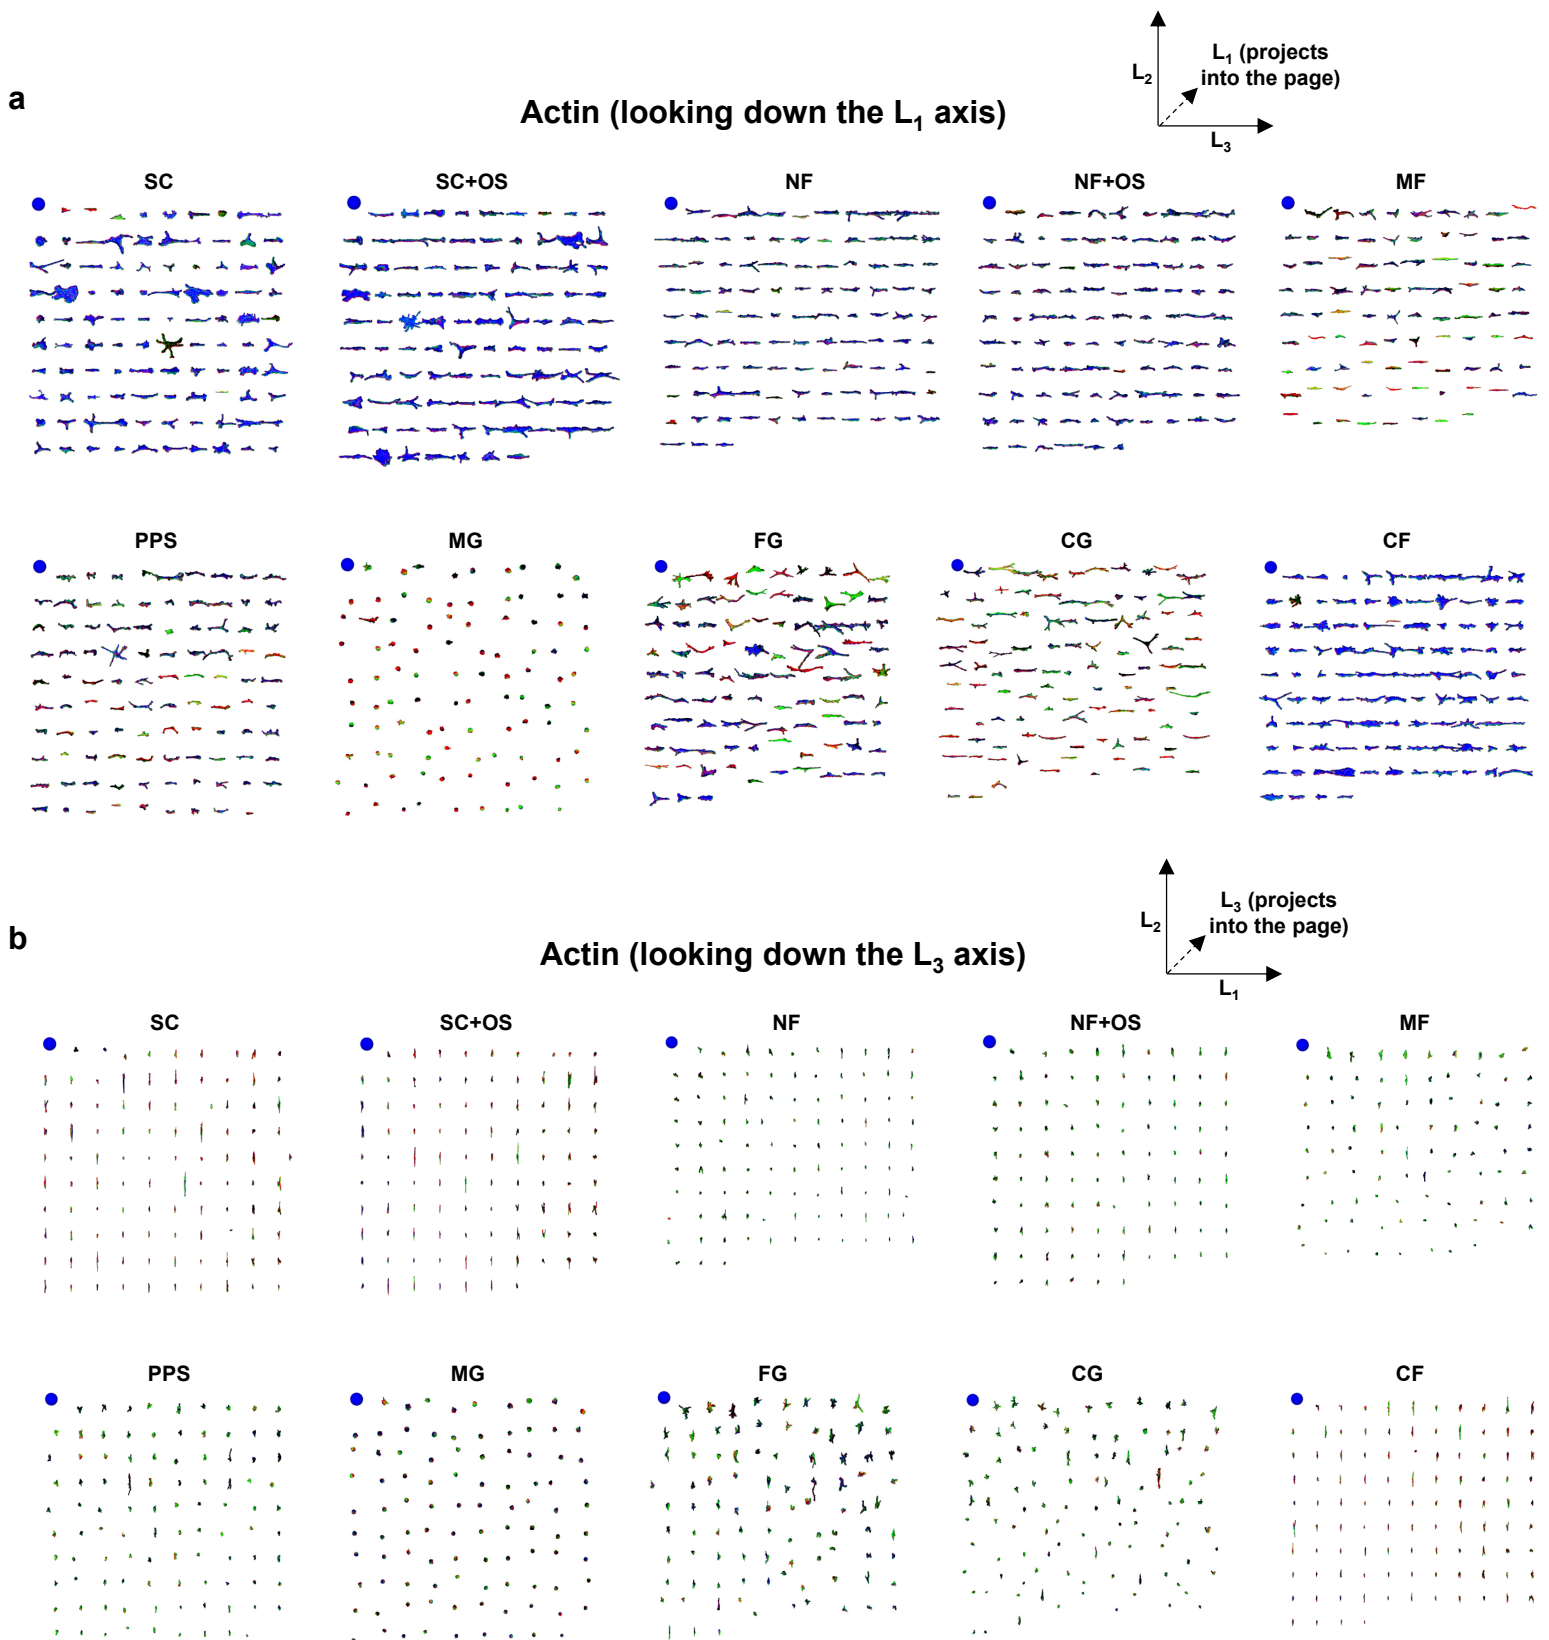 a
Actin (looking down the L1 axis)
L2
L1 (projects
into the page)
L3
SC
SC+OS
NF
NF+OS
MF
PPS
MG
FG
CG
CF
b
Actin (looking down the L3 axis)
L2
L3 (projects
into the page)
L1
SC
SC+OS
NF
NF+OS
MF
PPS
MG
FG
CG
CF